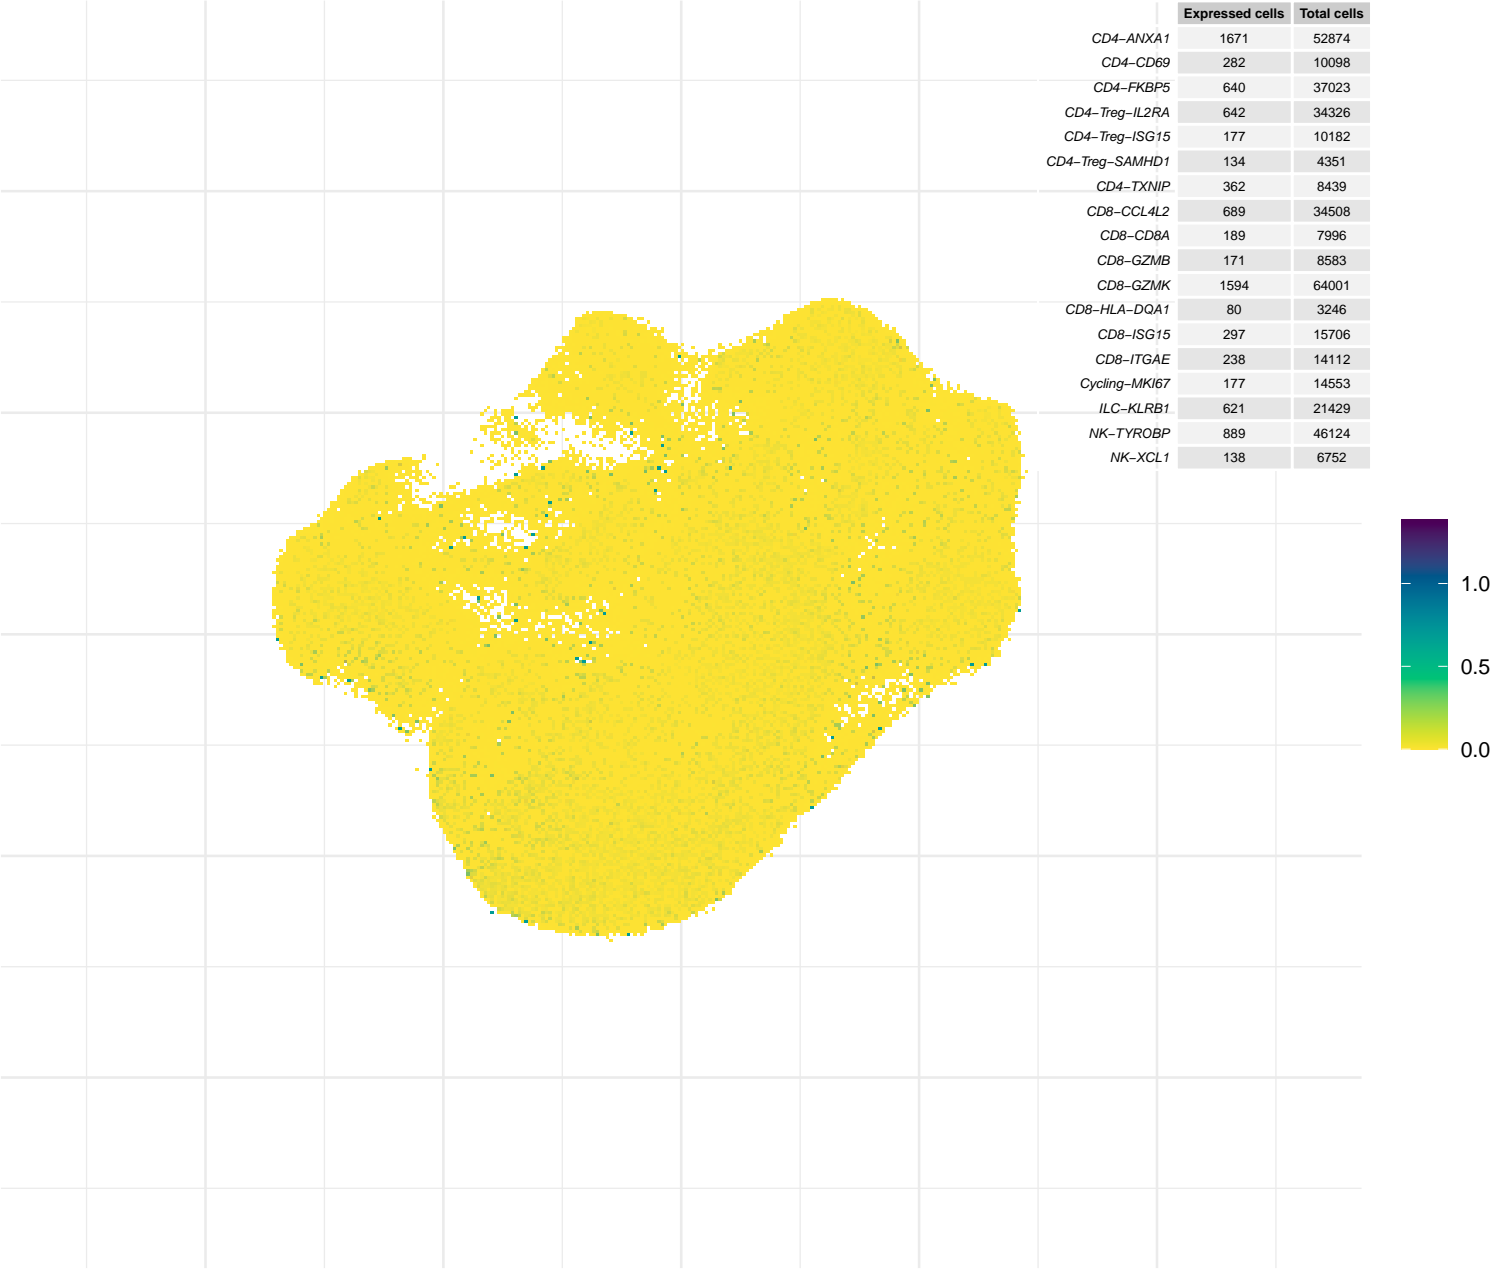 Expressed cells Total cells
CD4−ANXA1 1671 52874
CD4−CD69 282 10098
CD4−FKBP5 640 37023
CD4−Treg−IL2RA 642 34326
CD4−Treg−ISG15 177 10182
CD4−Treg−SAMHD1 134 4351
CD4−TXNIP 362 8439
CD8−CCL4L2 689 34508
CD8−CD8A 189 7996
CD8−GZMB 171 8583
CD8−GZMK 1594 64001
CD8−HLA−DQA1 80 3246
CD8−ISG15 297 15706
CD8−ITGAE 238 14112
Cycling−MKI67 177 14553
ILC−KLRB1 621 21429
NK−TYROBP 889 46124
NK−XCL1 138 6752
1.0
0.5
0.0